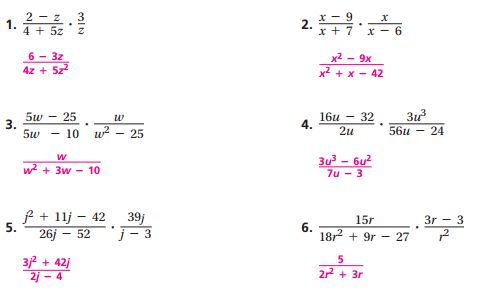 1. (2 − z)/(4 + 5z) · 3/z
(6 − 3z)/(4z + 5z²)
2. (x − 9)/(x + 7) · x/(x − 6)
(x² − 9x)/(x² + x − 42)
3. (5w − 25)/(5w − 10) · w/(w² − 25)
w/(w² + 3w − 10)
4. (16u − 32)/(2u) · 3u³/(56u − 24)
(3u³ − 6u²)/(7u − 3)
5. (j² + 11j − 42)/(26j − 52) · 39j/(j − 3)
(3j² + 42j)/(2j − 4)
6. 15r/(18r² + 9r − 27) · (3r − 3)/r²
5/(2r² + 3r)